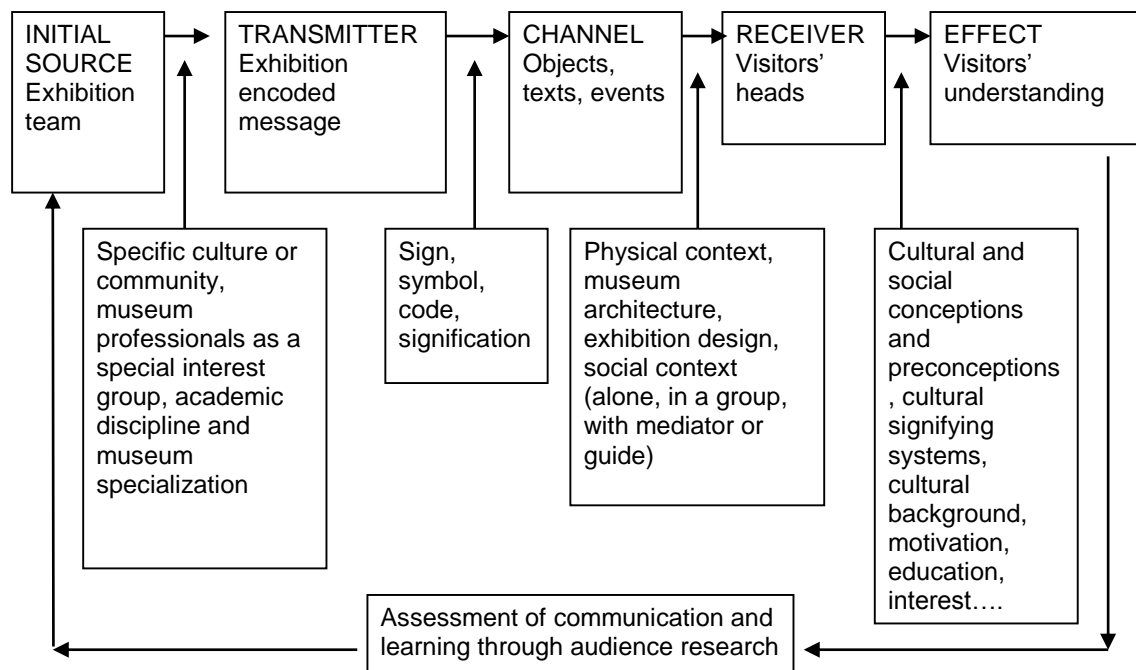 INITIAL
SOURCE
Exhibition
team
TRANSMITTER
Exhibition
encoded
message
CHANNEL
Objects,
texts, events
RECEIVER
Visitors'
heads
EFFECT
Visitors'
understanding
Specific culture or
community,
museum
professionals as a
special interest
group, academic
discipline and
museum
specialization
Sign,
symbol,
code,
signification
Physical context,
museum
architecture,
exhibition design,
social context
(alone, in a group,
with mediator or
guide)
Cultural and
social
conceptions
and
preconceptions
, cultural
signifying
systems,
cultural
background,
motivation,
education,
interest….
Assessment of communication and
learning through audience research